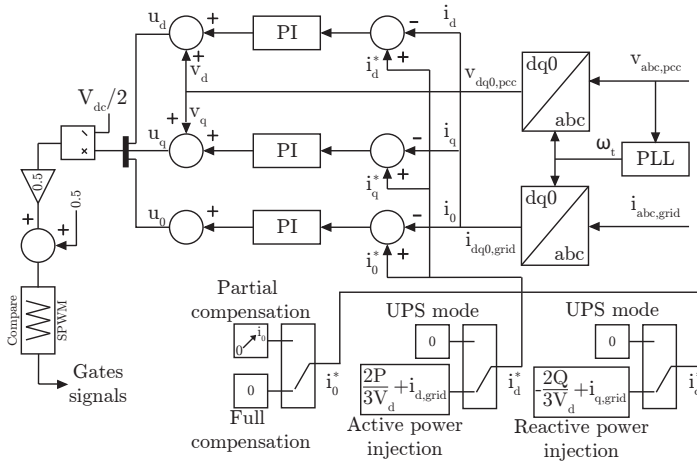 u_d
+
PI
-
i_d
+
i_d^*
dq0
abc
v_abc,pcc
v_dq0,pcc
+
v_d
V_dc/2
×
÷
v_q
+
u_q
+
PI
-
i_q
+
i_q^*
ω_t
PLL
0.5
+
0.5
+
u_0
+
PI
-
i_0
+
i_0^*
i_dq0,grid
dq0
abc
i_abc,grid
Compare
SPWM
Gates
signals
Partial
compensation
0 i_0
0
Full
compensation
i_0^*
UPS mode
0
2P/3V_d +i_d,grid
Active power
injection
i_d^*
UPS mode
0
-2Q/3V_d +i_q,grid
Reactive power
injection